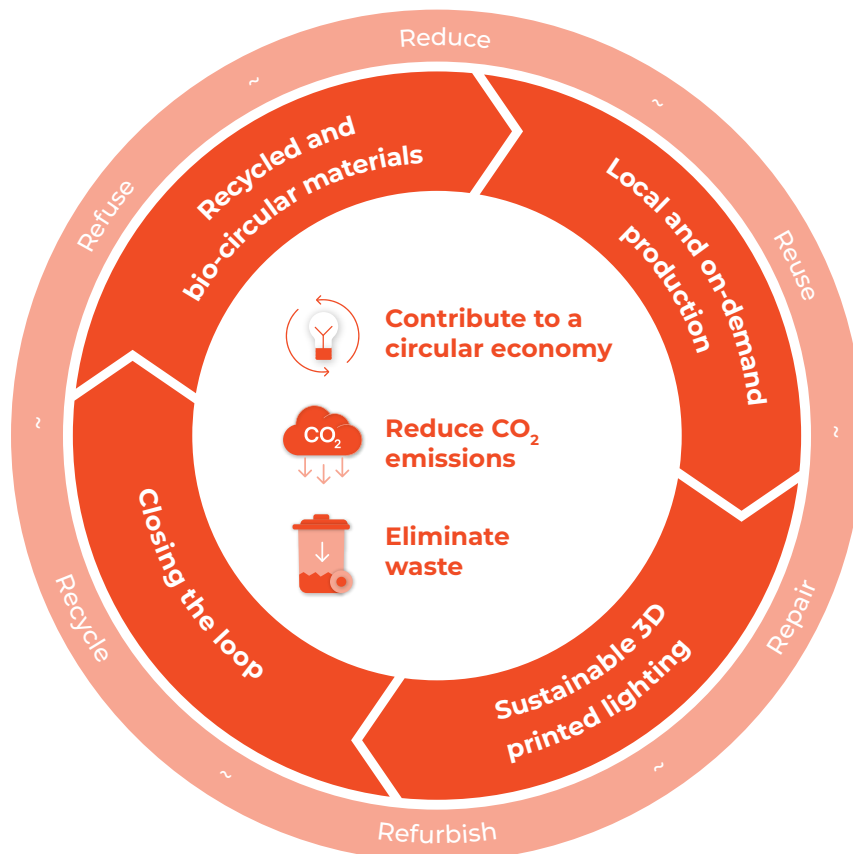 Reduce
~
Reuse
~
Repair
~
Refurbish
~
Recycle
~
Refuse
~
Recycled and
bio-circular materials
Local and on-demand
production
Sustainable 3D
printed lighting
Closing the loop
Contribute to a
circular economy
CO₂
Reduce CO₂
emissions
Eliminate
waste